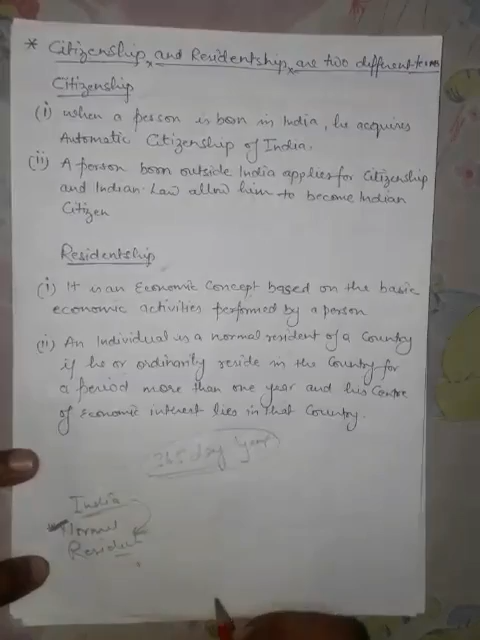 * Citizenship and Residentship are two different terms
Citizenship
(i) when a person is born in India, he acquires
Automatic Citizenship of India.
(ii) A person born outside India applies for Citizenship
and Indian Law allow him to become Indian
Citizen
Residentship
(i) It is an Economic Concept based on the basic
economic activities performed by a person
(ii) An Individual is a normal resident of a Country
if he or ordinarily reside in the Country for
a period more than one year and his Centre
of Economic interest lies in that Country.
365 day
India
Normal
Resident